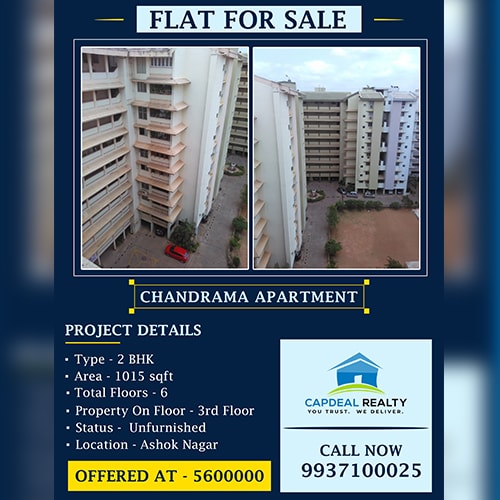 FLAT FOR SALE
CHANDRAMA APARTMENT
PROJECT DETAILS
• Type - 2 BHK
• Area - 1015 sqft
• Total Floors - 6
• Property On Floor - 3rd Floor
• Status - Unfurnished
• Location - Ashok Nagar
OFFERED AT - 5600000
CAPDEAL REALTY
YOU TRUST. WE DELIVER.
CALL NOW
9937100025